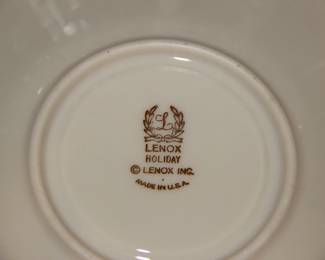 L
LENOX
HOLIDAY
© LENOX INC.
MADE IN U.S.A.